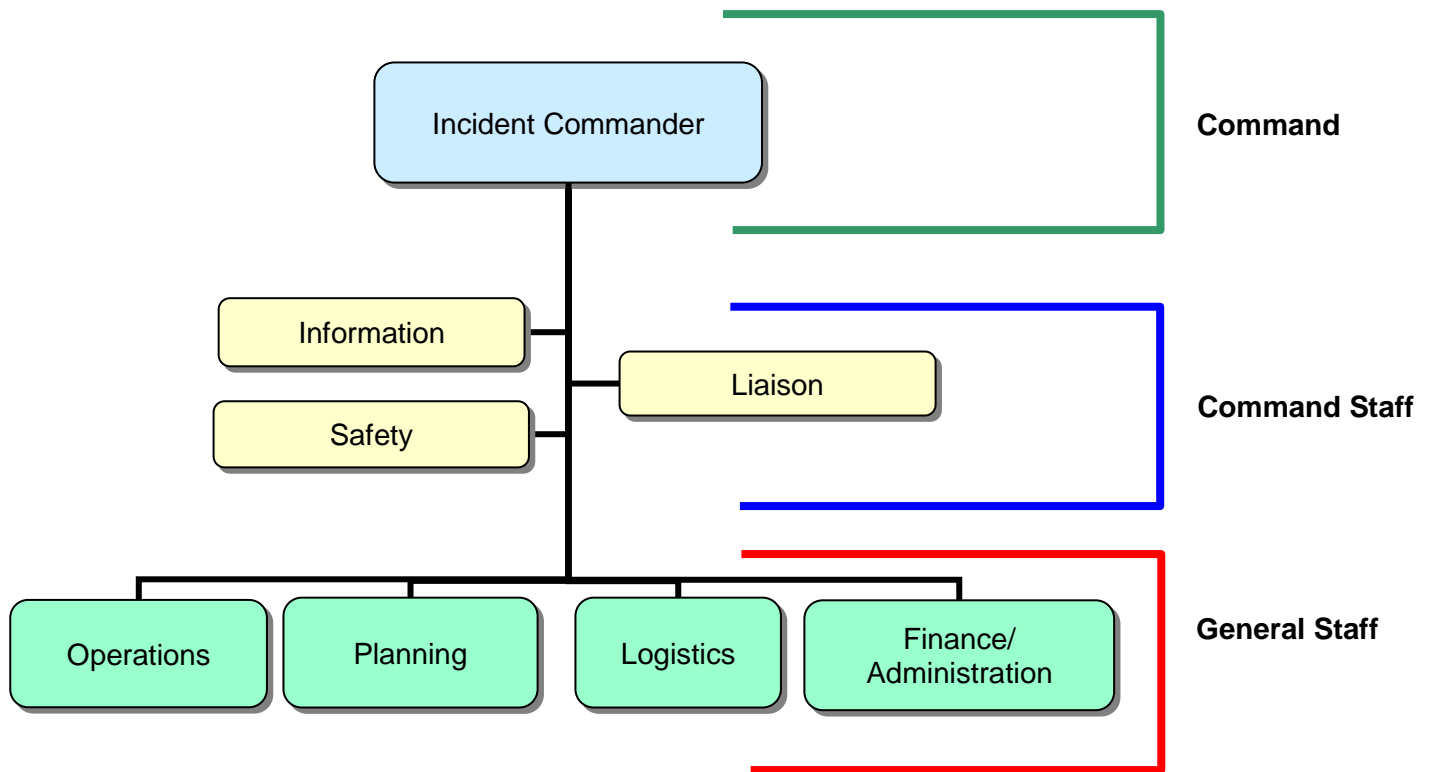 Incident Commander
Command
Information
Liaison
Safety
Command Staff
Operations
Planning
Logistics
Finance/
Administration
General Staff